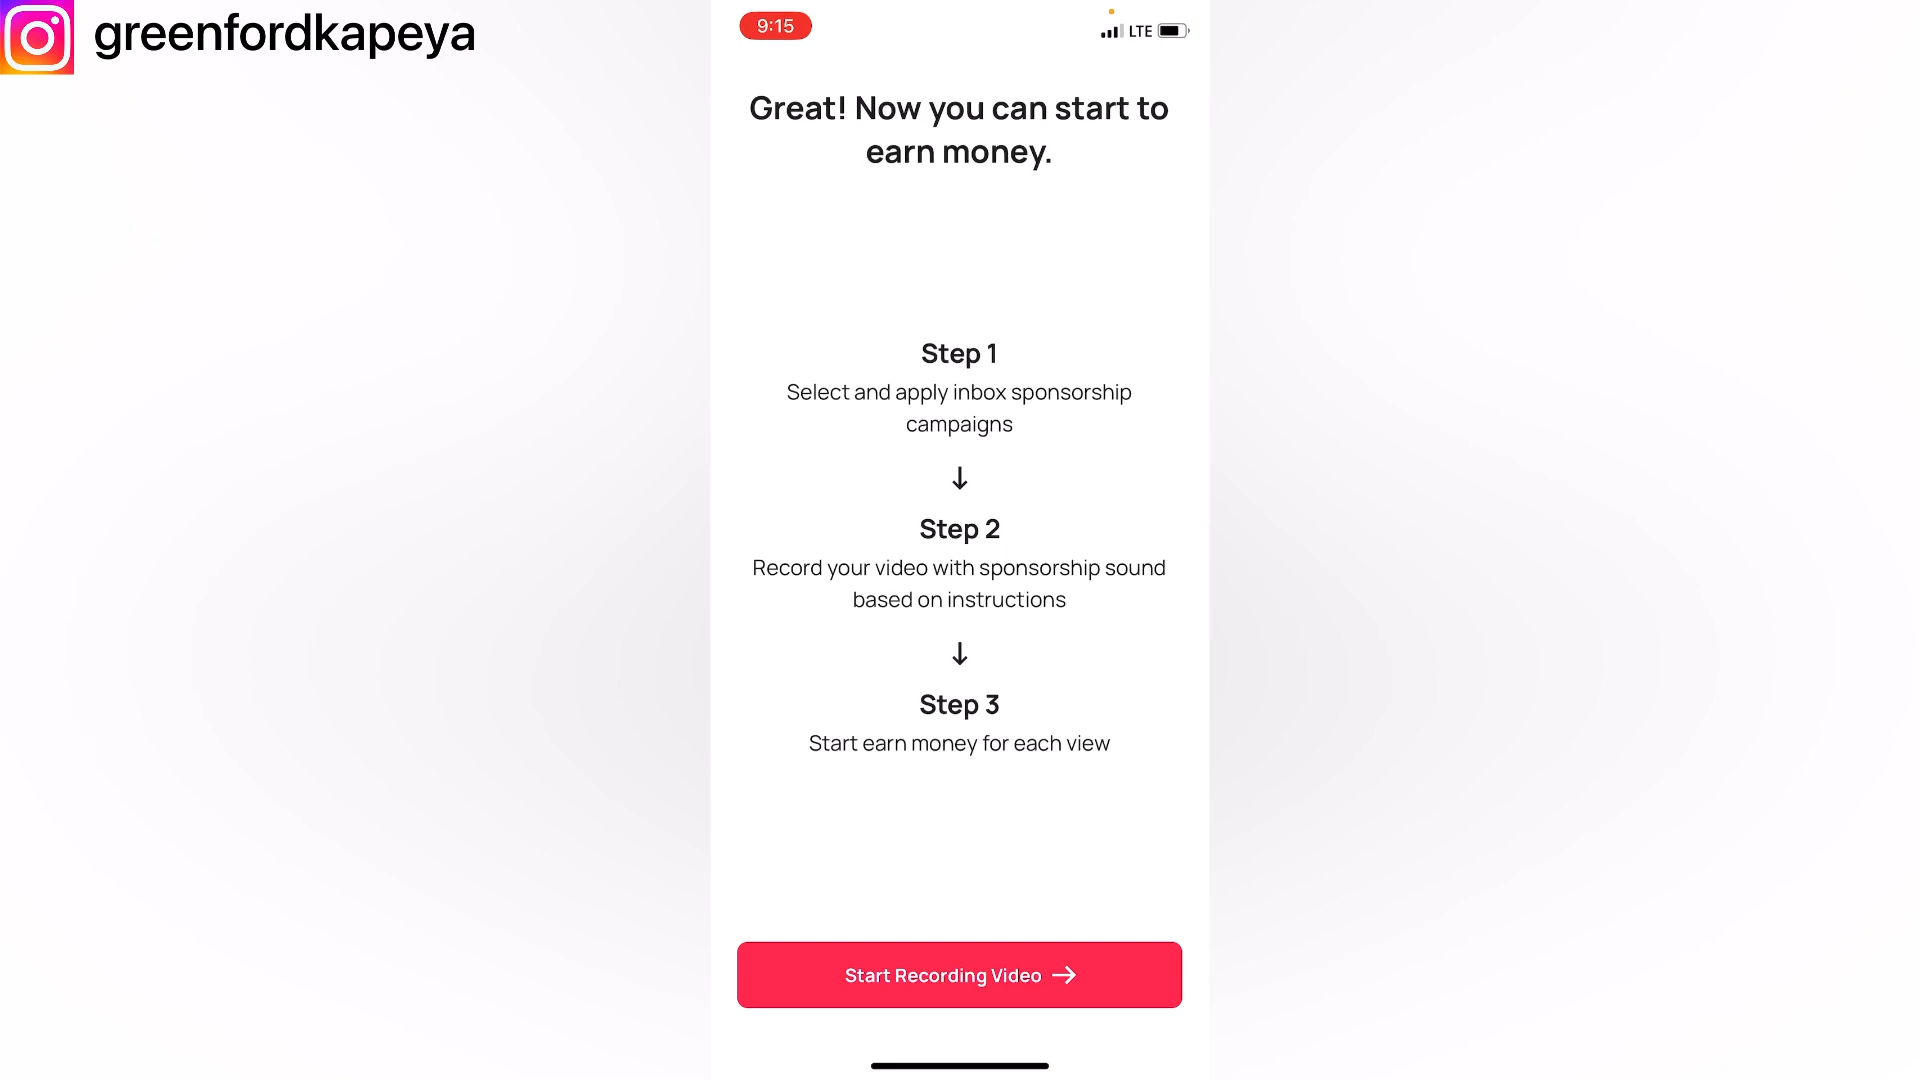 greenfordkapeya
9:15
LTE
Great! Now you can start to
earn money.
Step 1
Select and apply inbox sponsorship
campaigns
↓
Step 2
Record your video with sponsorship sound
based on instructions
↓
Step 3
Start earn money for each view
Start Recording Video →